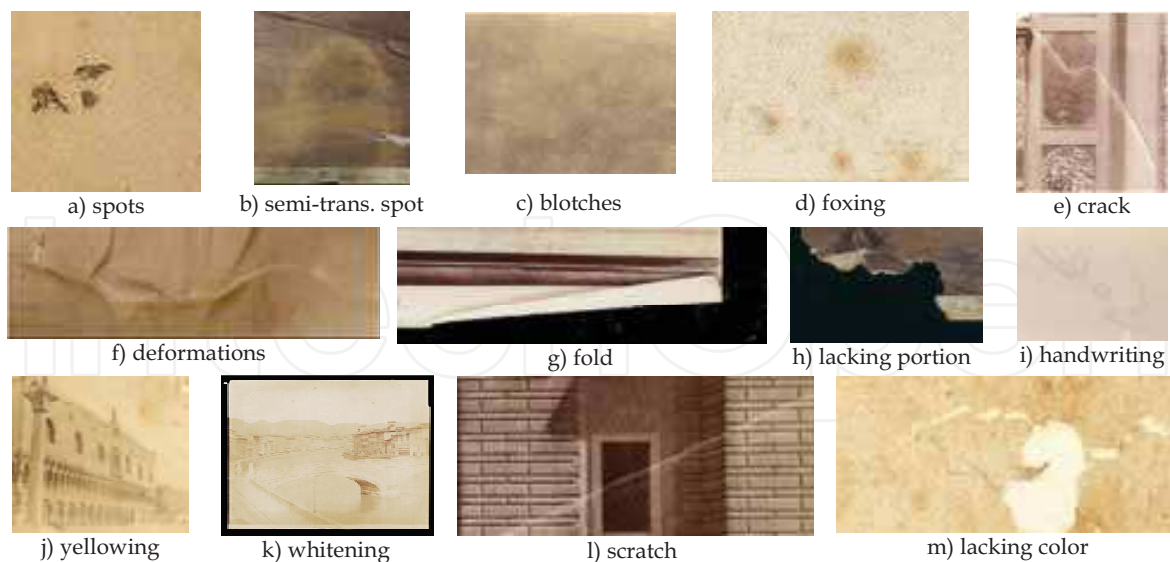 a) spots
b) semi-trans. spot
c) blotches
d) foxing
e) crack
f) deformations
g) fold
h) lacking portion
i) handwriting
j) yellowing
k) whitening
l) scratch
m) lacking color